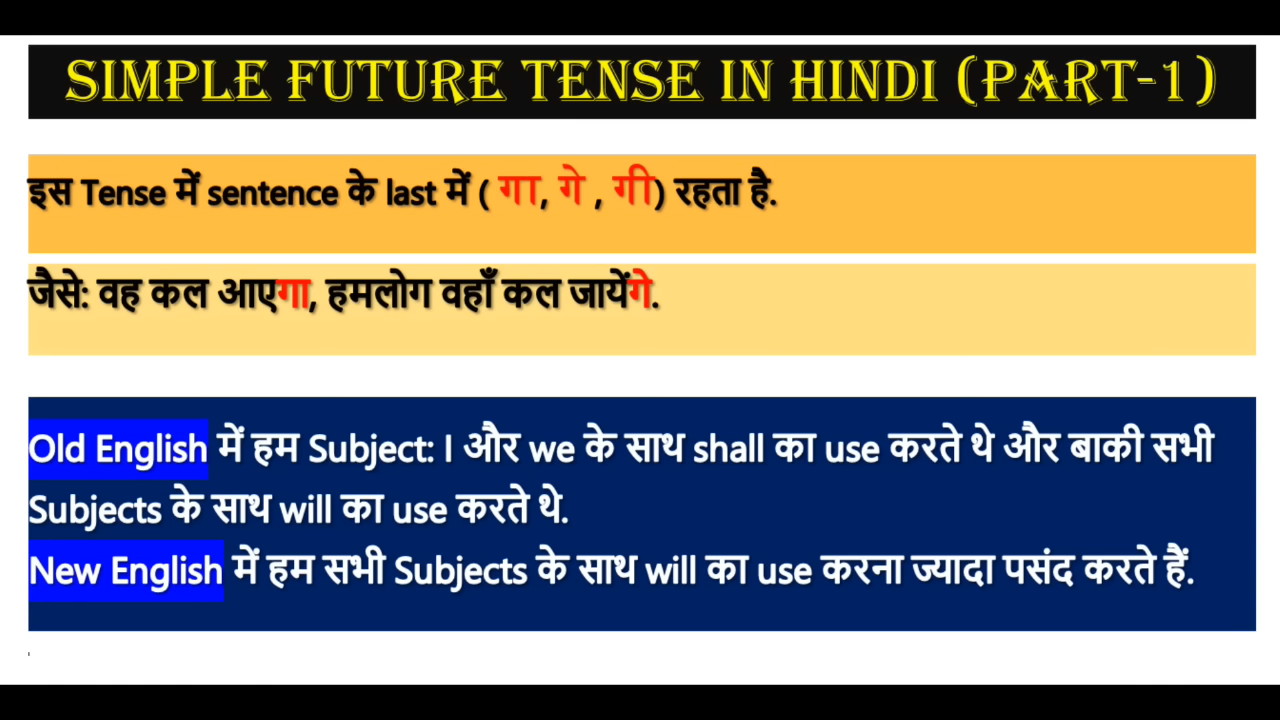 SIMPLE FUTURE TENSE IN HINDI (PART-1)
इस Tense में sentence के last में ( गा, गे , गी) रहता है.
जैसे: वह कल आएगा, हमलोग वहाँ कल जायेंगे.
Old English में हम Subject: I और we के साथ shall का use करते थे और बाकी सभी
Subjects के साथ will का use करते थे.
New English में हम सभी Subjects के साथ will का use करना ज्यादा पसंद करते हैं.